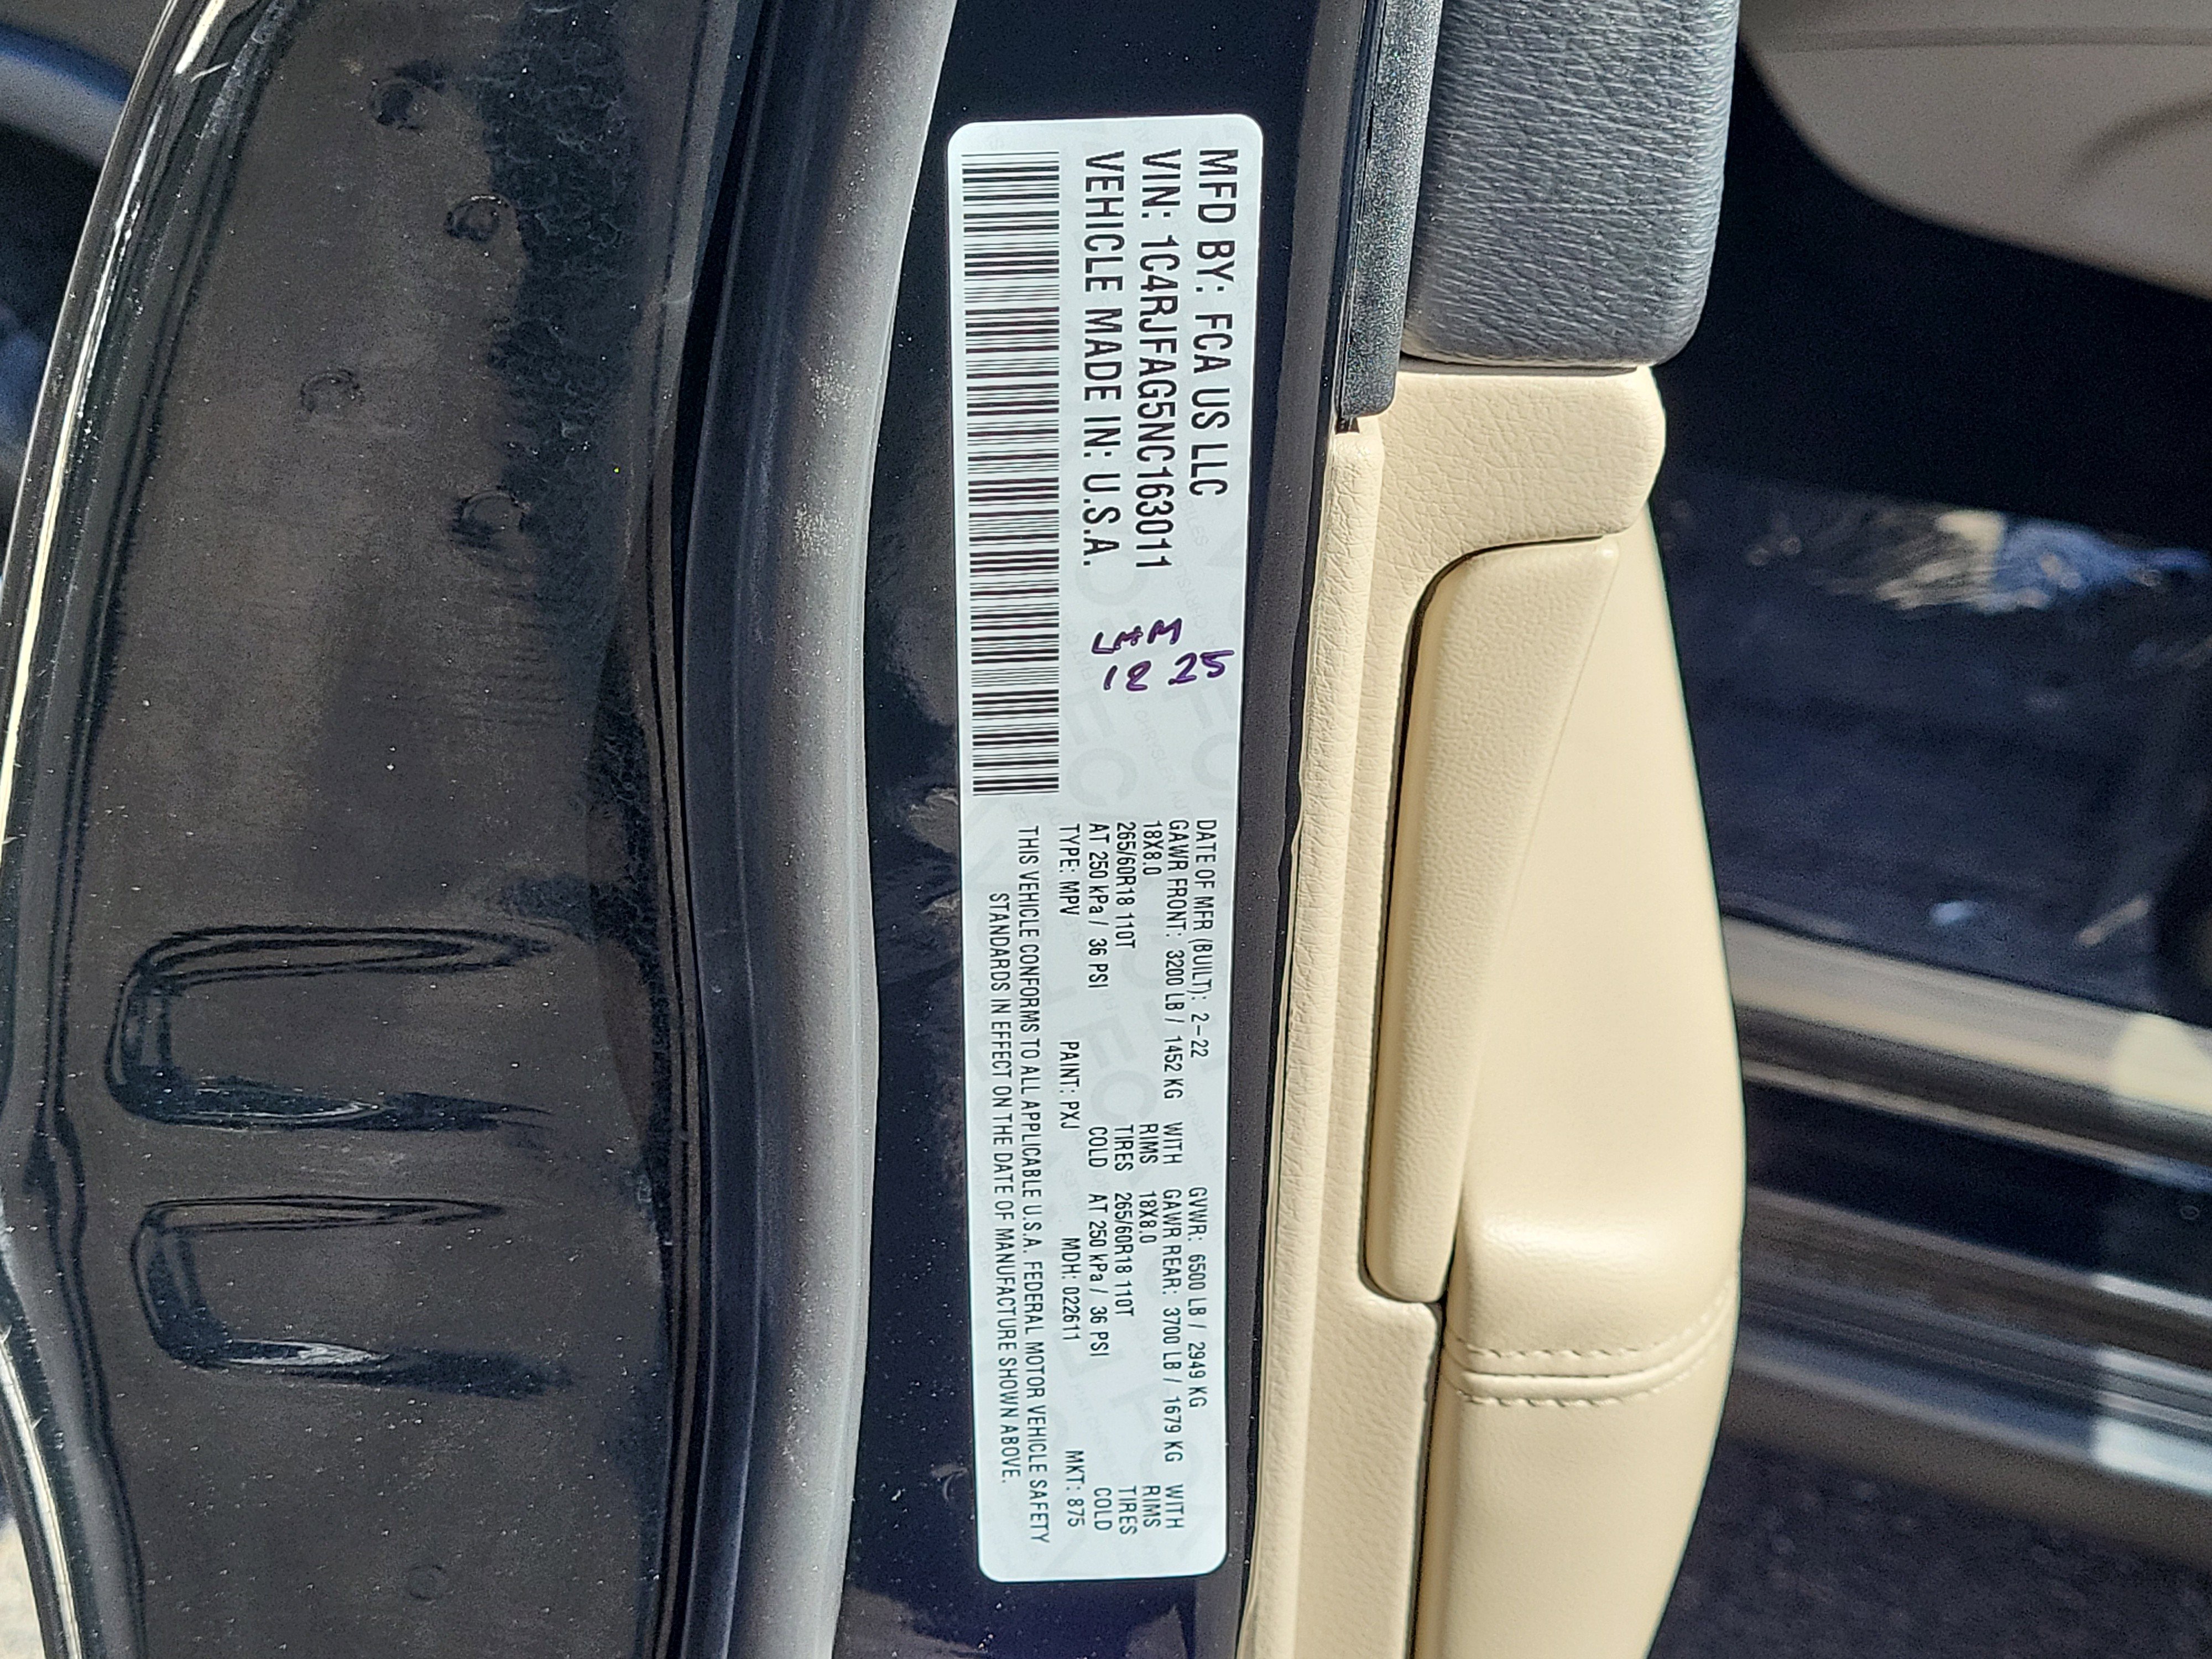 MFD BY: FCA US LLC
VIN: 1C4RJFAG5NC163011
VEHICLE MADE IN: U.S.A.
25
12
DATE OF MFR (BUILT): 2-22 GVWR: 6500 LB / 2949 KG
GAWR FRONT: 3200 LB / 1452 KG WITH GAWR REAR: 3700 LB / 1679 KG WITH
18X8.0 RIMS 18X8.0 RIMS
265/60R18 110T TIRES 265/60R18 110T TIRES
AT 250 kPa / 36 PSI COLD AT 250 kPa / 36 PSI COLD
TYPE: MPV PAINT: PXJ MDH: 022611 MKT: 875
THIS VEHICLE CONFORMS TO ALL APPLICABLE U.S.A. FEDERAL MOTOR VEHICLE SAFETY
STANDARDS IN EFFECT ON THE DATE OF MANUFACTURE SHOWN ABOVE.